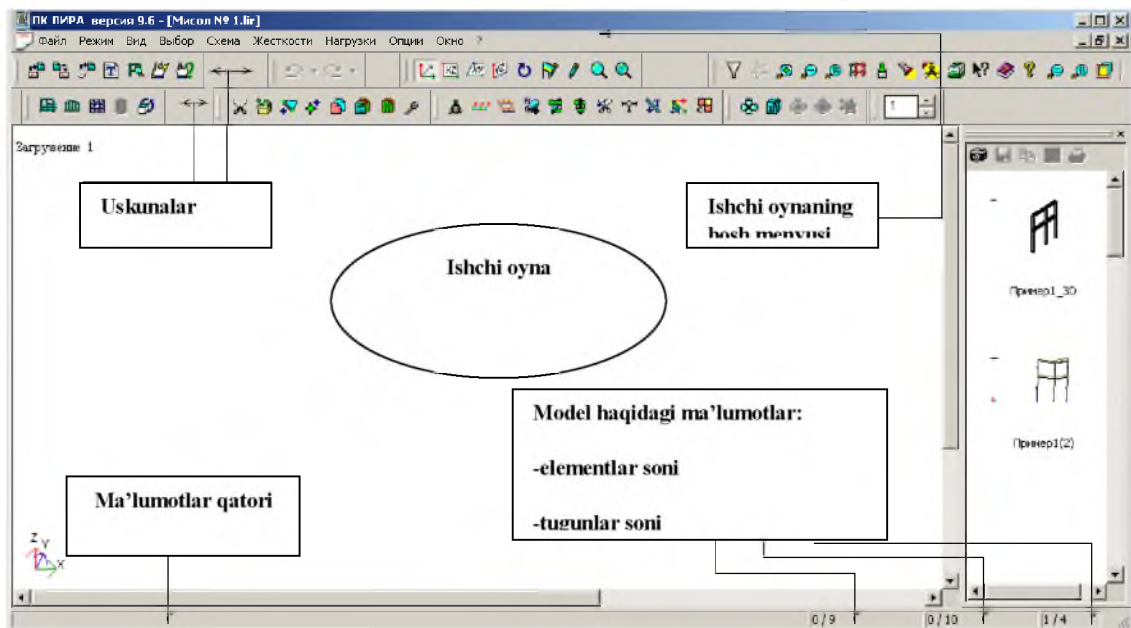 ПК ЛИРА версия 9.6 - [Мисол № 1.lir]
Файл Режим Вид Выбор Схема Жесткости Нагрузки Опции Окно ?
1
Загружение 1
Uskunalar
Ishchi oynaning
bosh menyusi
Ishchi oyna
Пример1_3D
Model haqidagi ma’lumotlar:
-elementlar soni
-tugunlar soni
Пример1(2)
Ma’lumotlar qatori
Z
Y
X
0/9 0/10 1/4